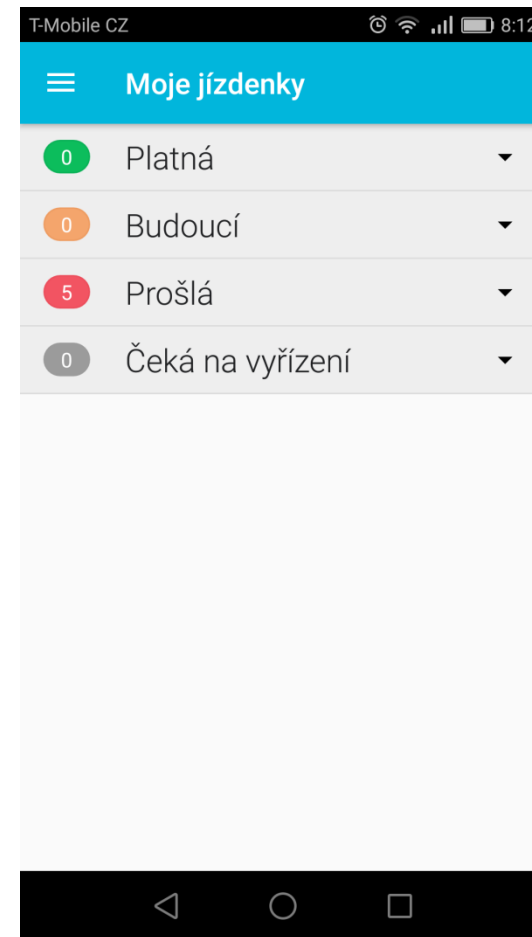 T-Mobile CZ 8:12
Moje jízdenky
0 Platná
0 Budoucí
5 Prošlá
0 Čeká na vyřízení